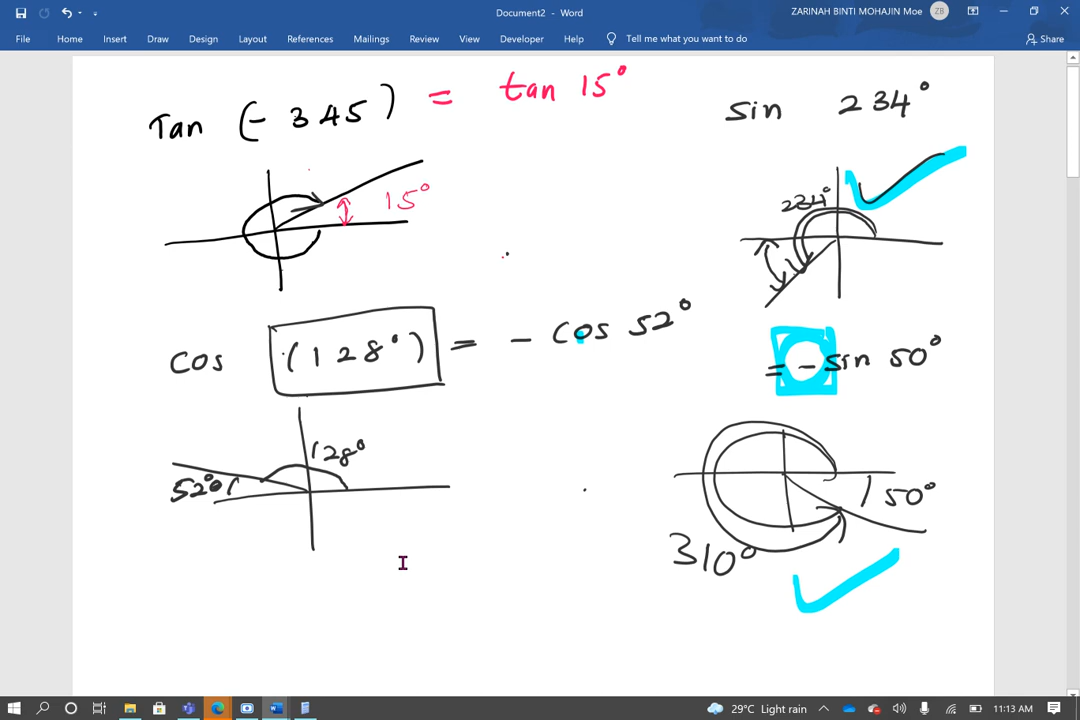 Document2 - Word
ZARINAH BINTI MOHAJIN Moe
ZB
File Home Insert Draw Design Layout References Mailings Review View Developer Help Tell me what you want to do Share
Tan (- 345) = tan 15°
15°
sin 234°
234°
cos (128°) = - cos 52°
= - sin 50°
128°
52°
50°
310°
29°C Light rain
11:13 AM